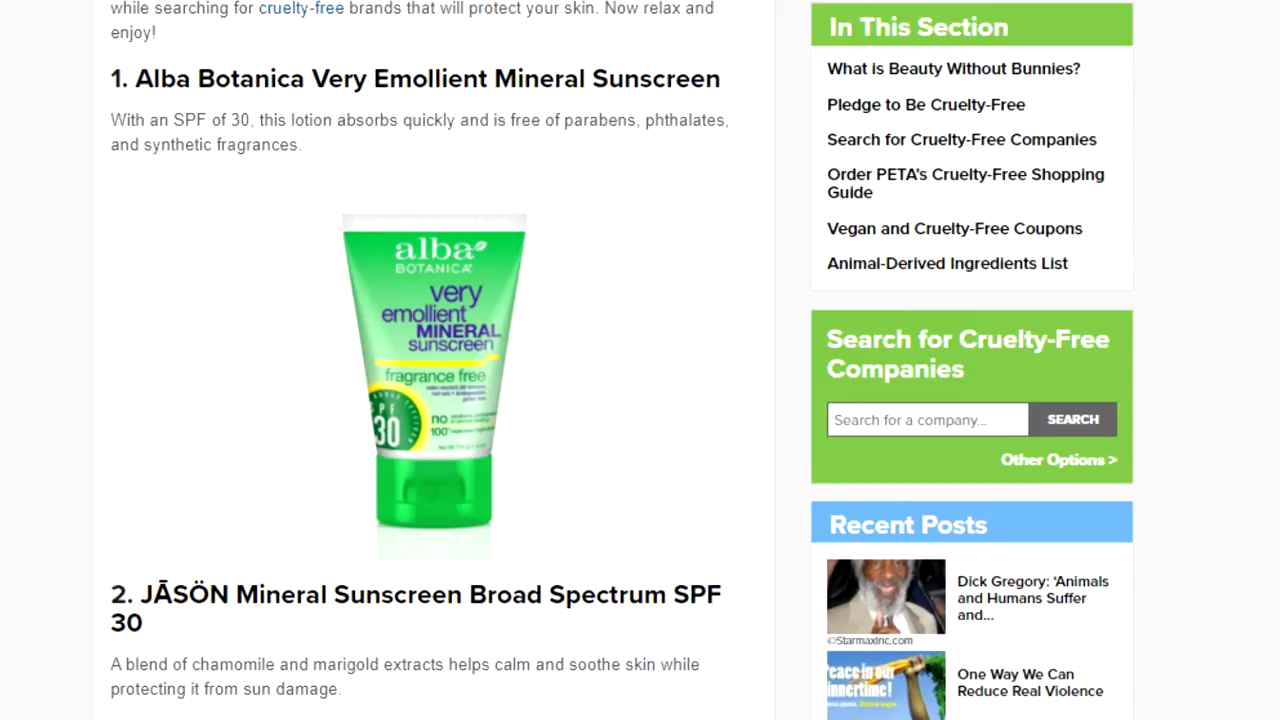 while searching for cruelty-free brands that will protect your skin. Now relax and
enjoy!
1. Alba Botanica Very Emollient Mineral Sunscreen
With an SPF of 30, this lotion absorbs quickly and is free of parabens, phthalates,
and synthetic fragrances.
alba
BOTANICA
very
emollient
MINERAL
sunscreen
fragrance free
SPF
30
no
100
2. JĀSÖN Mineral Sunscreen Broad Spectrum SPF
30
A blend of chamomile and marigold extracts helps calm and soothe skin while
protecting it from sun damage.
In This Section
What is Beauty Without Bunnies?
Pledge to Be Cruelty-Free
Search for Cruelty-Free Companies
Order PETA's Cruelty-Free Shopping
Guide
Vegan and Cruelty-Free Coupons
Animal-Derived Ingredients List
Search for Cruelty-Free
Companies
Search for a company...
SEARCH
Other Options >
Recent Posts
Dick Gregory: ‘Animals
and Humans Suffer
and...
©Starmaxinc.com
One Way We Can
Reduce Real Violence
Peace in our
innertime!